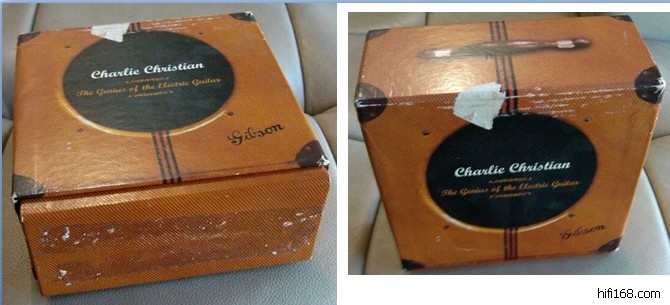 Charlie Christian
The Genius of the Electric Guitar
Gibson
Charlie Christian
The Genius of the Electric Guitar
Gibson
hifi168.com